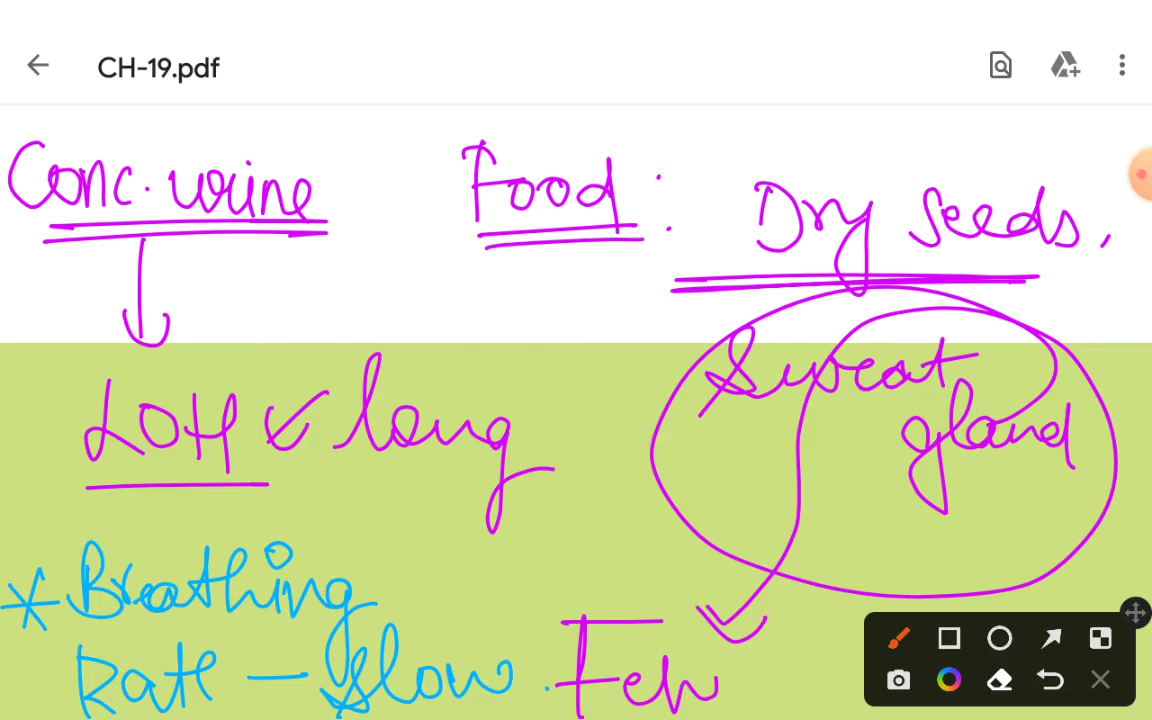 CH-19.pdf
Conc. urine
Food : Dry seeds,
LOH long
Sweat
gland
* Breathing
Rate – slow.
Few